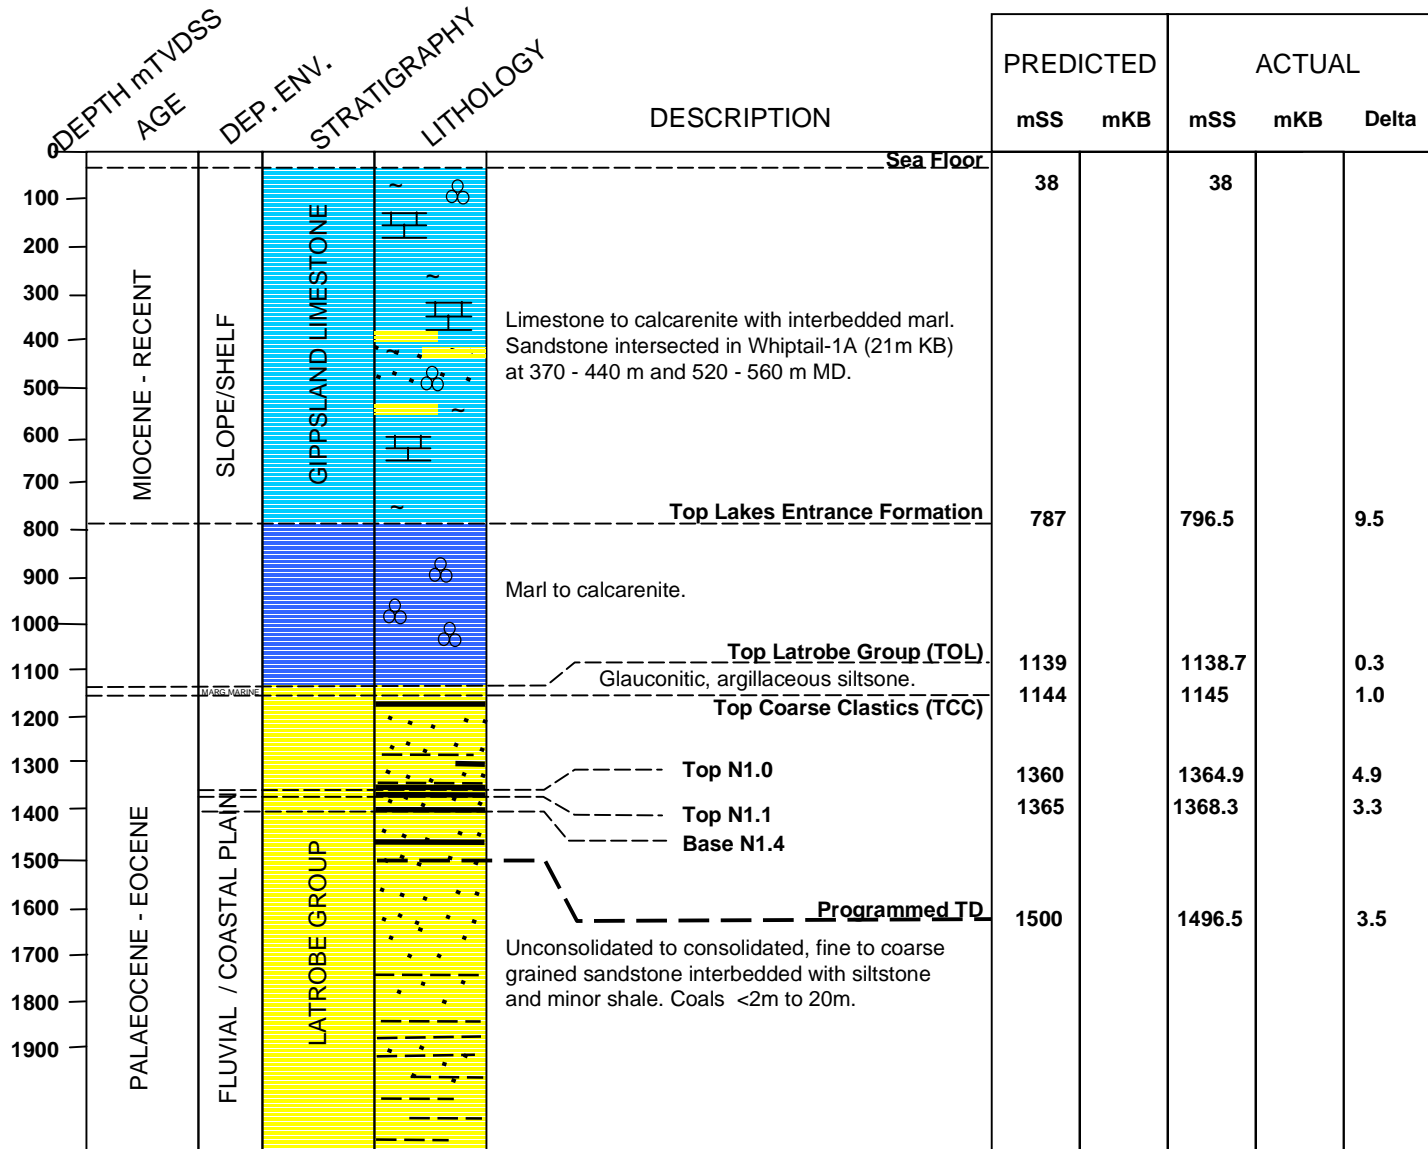 DEPTH mTVDSS
AGE
DEP. ENV.
STRATIGRAPHY
LITHOLOGY
DESCRIPTION
PREDICTED
ACTUAL
mSS mKB mSS mKB Delta
0
100
200
300
400
500
600
700
800
900
1000
1100
1200
1300
1400
1500
1600
1700
1800
1900
MIOCENE - RECENT
PALAEOCENE - EOCENE
SLOPE/SHELF
MARG MARINE
FLUVIAL / COASTAL PLAIN
GIPPSLAND LIMESTONE
LATROBE GROUP
Sea Floor
38 38
Limestone to calcarenite with interbedded marl.
Sandstone intersected in Whiptail-1A (21m KB)
at 370 - 440 m and 520 - 560 m MD.
Top Lakes Entrance Formation
787 796.5 9.5
Marl to calcarenite.
Top Latrobe Group (TOL)
1139 1138.7 0.3
Glauconitic, argillaceous siltsone.
Top Coarse Clastics (TCC)
1144 1145 1.0
Top N1.0
1360 1364.9 4.9
Top N1.1
1365 1368.3 3.3
Base N1.4
Programmed TD
1500 1496.5 3.5
Unconsolidated to consolidated, fine to coarse
grained sandstone interbedded with siltstone
and minor shale. Coals <2m to 20m.